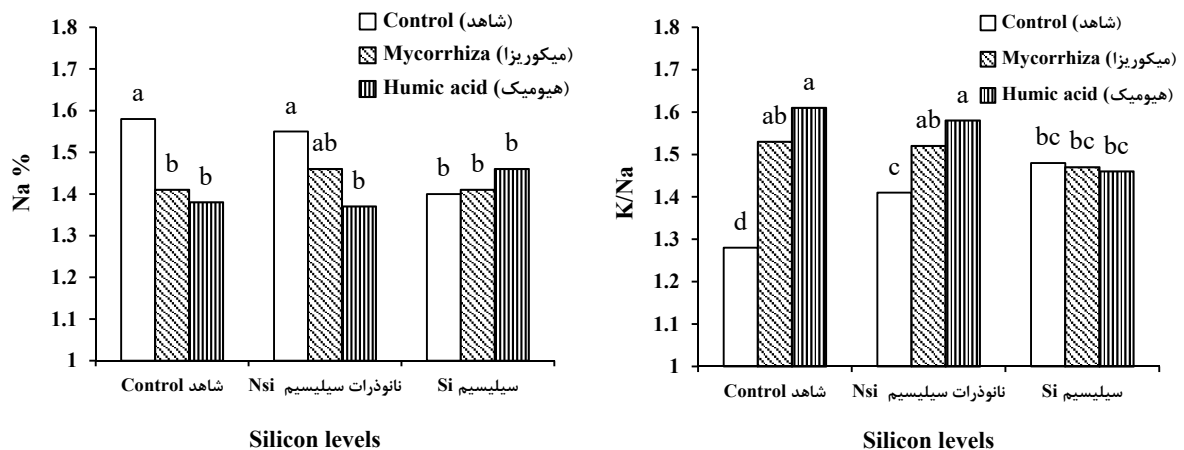 1.8
1.7
1.6
1.5
1.4
1.3
1.2
1.1
1
Na %
Control (شاهد)
Mycorrhiza (میکوریزا)
Humic acid (هیومیک)
a
b
b
a
ab
b
b
b
b
Control شاهد
Nsi نانوذرات سیلیسیم
Si سیلیسیم
Silicon levels
1.8
1.7
1.6
1.5
1.4
1.3
1.2
1.1
1
K/Na
Control (شاهد)
Mycorrhiza (میکوریزا)
Humic acid (هیومیک)
d
ab
a
c
ab
a
bc
bc
bc
Control شاهد
Nsi نانوذرات سیلیسیم
Si سیلیسیم
Silicon levels